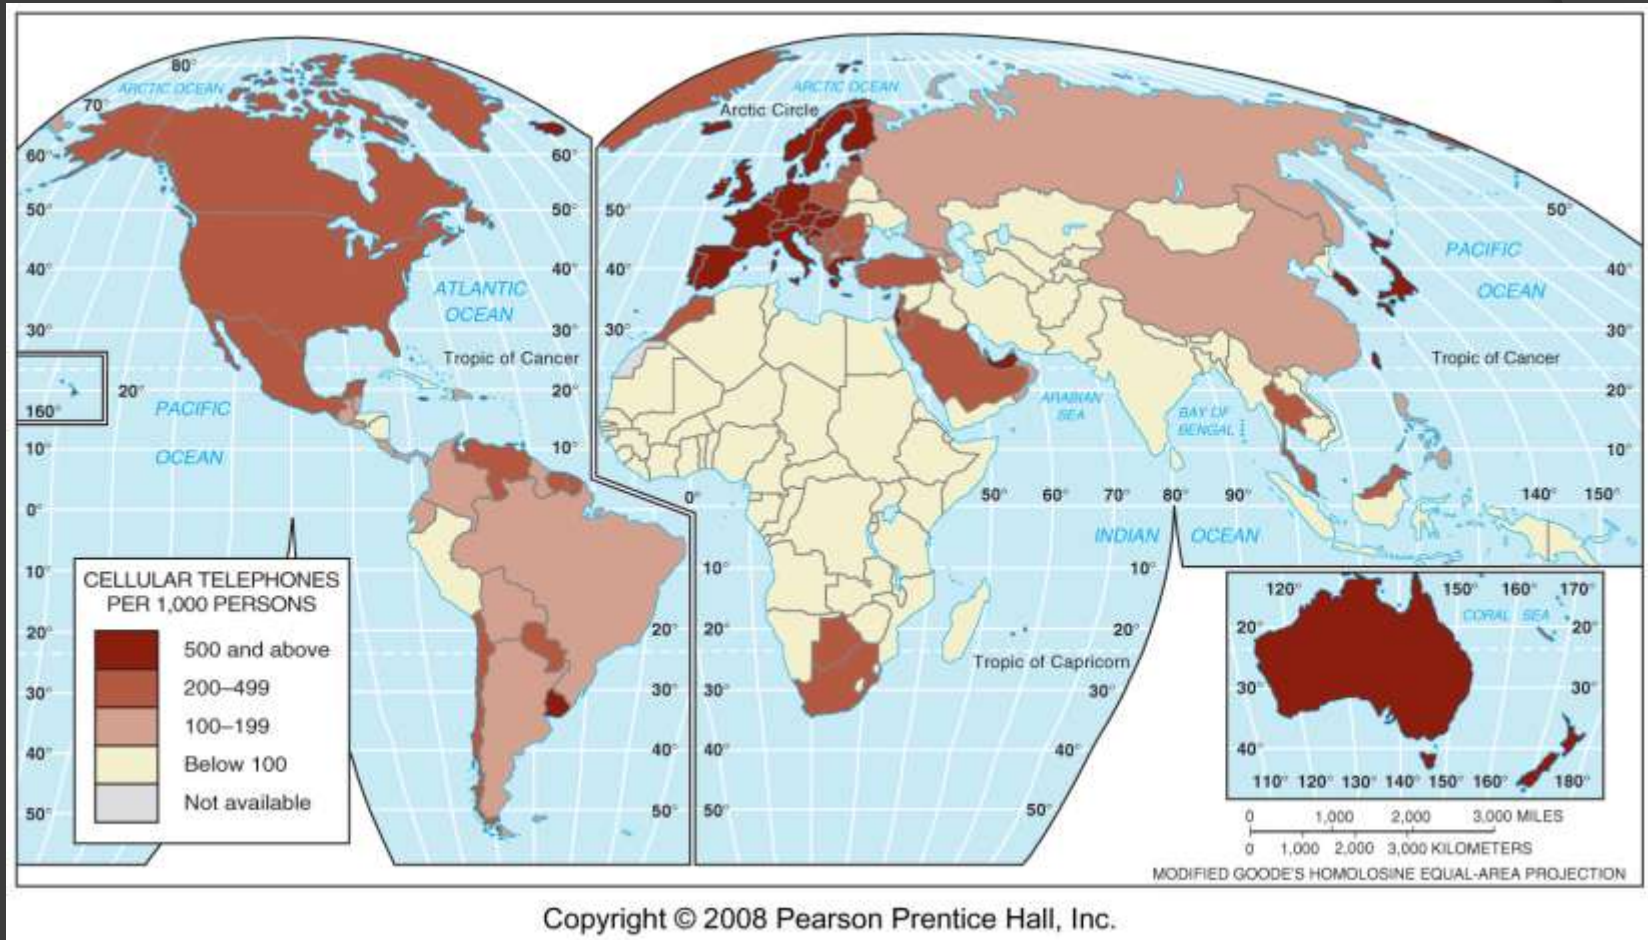 80°
ARCTIC OCEAN
70°
60°
60°
50°
50°
40°
40°
ATLANTIC
OCEAN
30°
30°
Tropic of Cancer
20°
160°
PACIFIC
OCEAN
10°
10°
0°
10°
20°
20°
30°
30°
40°
40°
50°
50°
CELLULAR TELEPHONES
PER 1,000 PERSONS
500 and above
200–499
100–199
Below 100
Not available
ARCTIC OCEAN
Arctic Circle
50°
50°
40°
40°
30°
30°
PACIFIC
OCEAN
Tropic of Cancer
20°
10°
ARABIAN
SEA
BAY OF
BENGAL
0°
50°
60°
70°
80°
90°
140°
150°
INDIAN
OCEAN
10°
10°
20°
20°
Tropic of Capricorn
30°
30°
40°
40°
50°
50°
120°
150°
160°
170°
CORAL SEA
20°
20°
30°
30°
40°
110°
120°
130°
140°
150°
160°
180°
0 1,000 2,000 3,000 MILES
0 1,000 2,000 3,000 KILOMETERS
MODIFIED GOODE'S HOMOLOSINE EQUAL-AREA PROJECTION
Copyright © 2008 Pearson Prentice Hall, Inc.